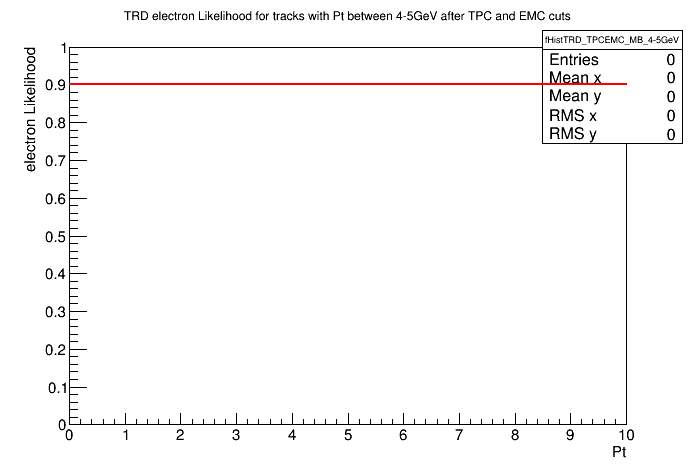 TRD electron Likelihood for tracks with Pt between 4-5GeV after TPC and EMC cuts
fHistTRD_TPCEMC_MB_4-5GeV
Entries 0
Mean x 0
Mean y 0
RMS x 0
RMS y 0
electron Likelihood
1
0.9
0.8
0.7
0.6
0.5
0.4
0.3
0.2
0.1
0
0 1 2 3 4 5 6 7 8 9 10
Pt